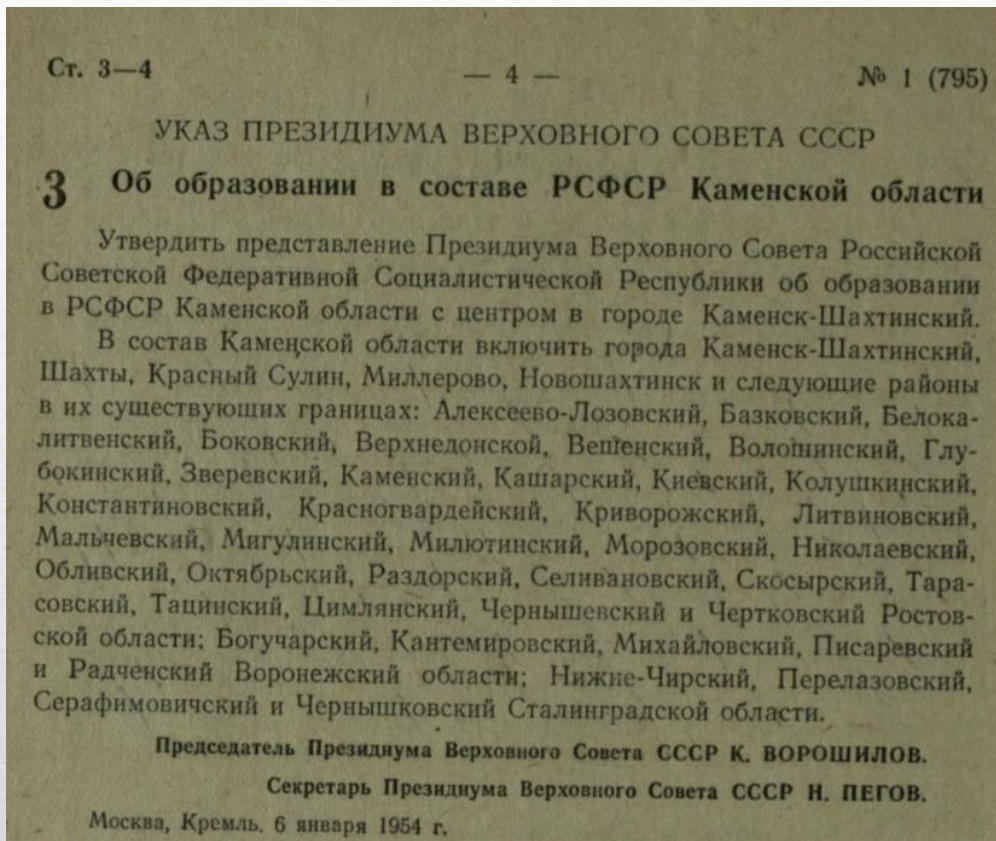 Ст. 3—4 — 4 — № 1 (795)
УКАЗ ПРЕЗИДИУМА ВЕРХОВНОГО СОВЕТА СССР
3 Об образовании в составе РСФСР Каменской области
Утвердить представление Президиума Верховного Совета Российской
Советской Федеративной Социалистической Республики об образовании
в РСФСР Каменской области с центром в городе Каменск-Шахтинский.
В состав Каменской области включить города Каменск-Шахтинский,
Шахты, Красный Сулин, Миллерово, Новошахтинск и следующие районы
в их существующих границах: Алексеево-Лозовский, Базковский, Белока-
литвенский, Боковский, Верхнедонской, Вешенский, Волошинский, Глу-
бокинский, Зверевский, Каменский, Кашарский, Киевский, Колушкинский,
Константиновский, Красногвардейский, Криворожский, Литвиновский,
Мальчевский, Мигулинский, Милютинский, Морозовский, Николаевский,
Обливский, Октябрьский, Раздорский, Селивановский, Скосырский, Тара-
совский, Тацинский, Цимлянский, Чернышевский и Чертковский Ростов-
ской области; Богучарский, Кантемировский, Михайловский, Писаревский
и Радченский Воронежский области; Нижне-Чирский, Перелазовский,
Серафимовичский и Чернышковский Сталинградской области.
Председатель Президиума Верховного Совета СССР К. ВОРОШИЛОВ.
Секретарь Президиума Верховного Совета СССР Н. ПЕГОВ.
Москва, Кремль. 6 января 1954 г.